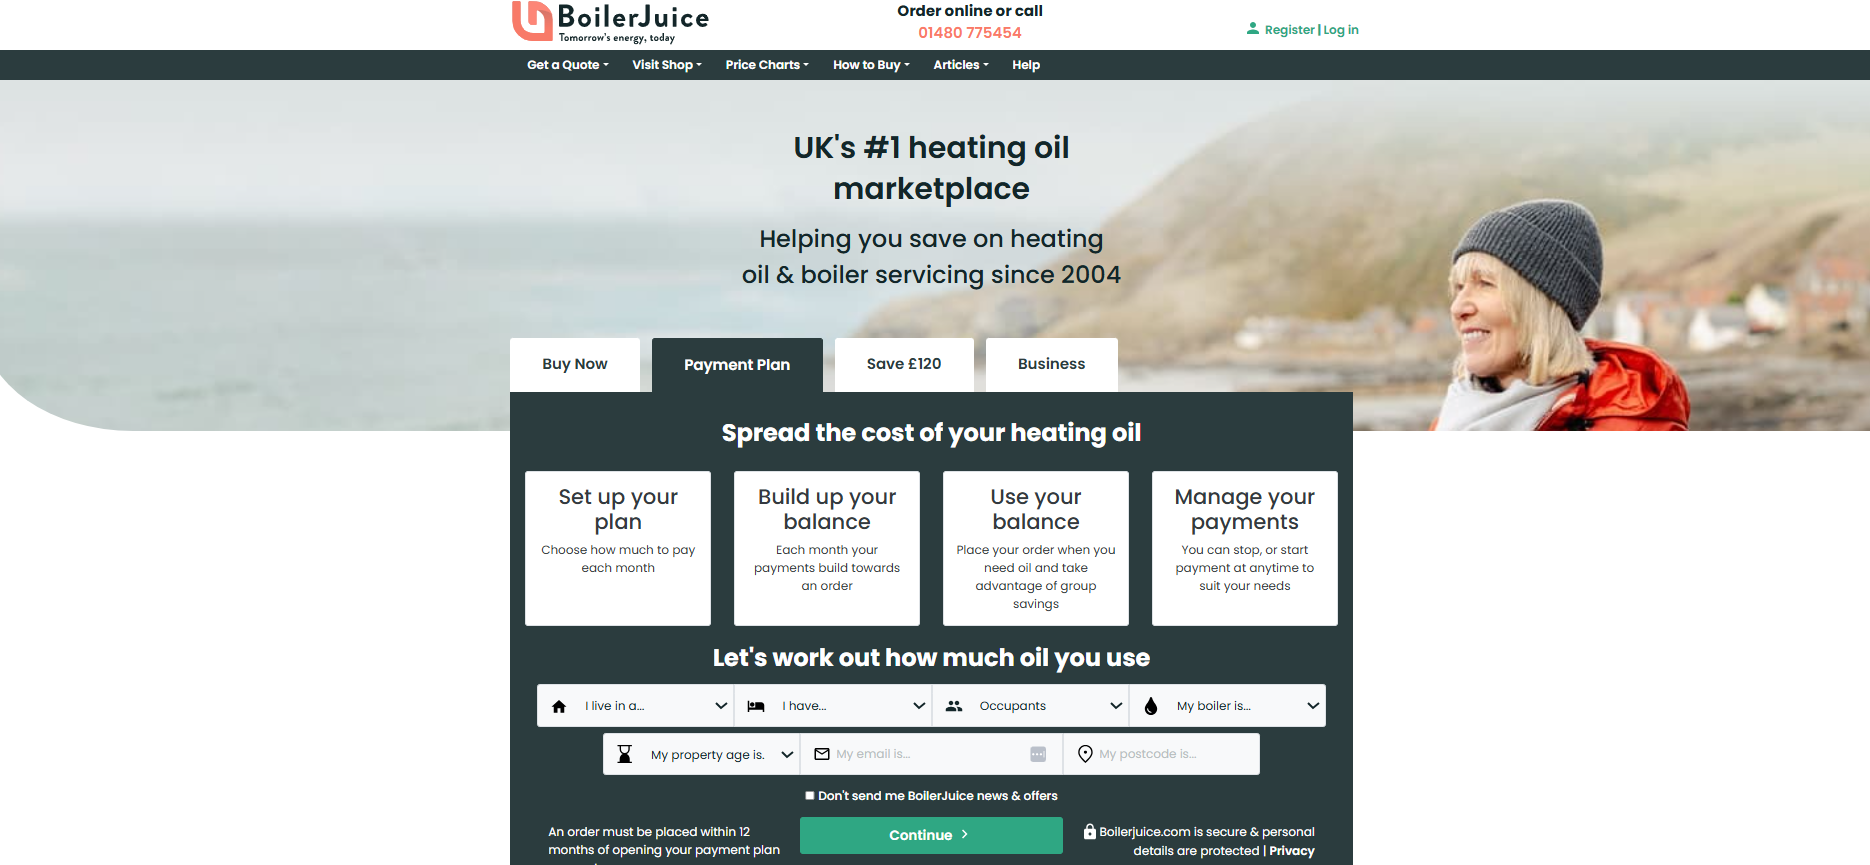 BoilerJuice
Tomorrow's energy, today
Order online or call
01480 775454
Register | Log in
Get a Quote
Visit Shop
Price Charts
How to Buy
Articles
Help
UK's #1 heating oil
marketplace
Helping you save on heating
oil & boiler servicing since 2004
Buy Now
Payment Plan
Save £120
Business
Spread the cost of your heating oil
Set up your
plan
Choose how much to pay
each month
Build up your
balance
Each month your
payments build towards
an order
Use your
balance
Place your order when you
need oil and take
advantage of group
savings
Manage your
payments
You can stop, or start
payment at anytime to
suit your needs
Let's work out how much oil you use
I live in a...
I have...
Occupants
My boiler is...
My property age is.
My email is...
My postcode is...
Don't send me BoilerJuice news & offers
An order must be placed within 12
months of opening your payment plan
Continue
Boilerjuice.com is secure & personal
details are protected | Privacy